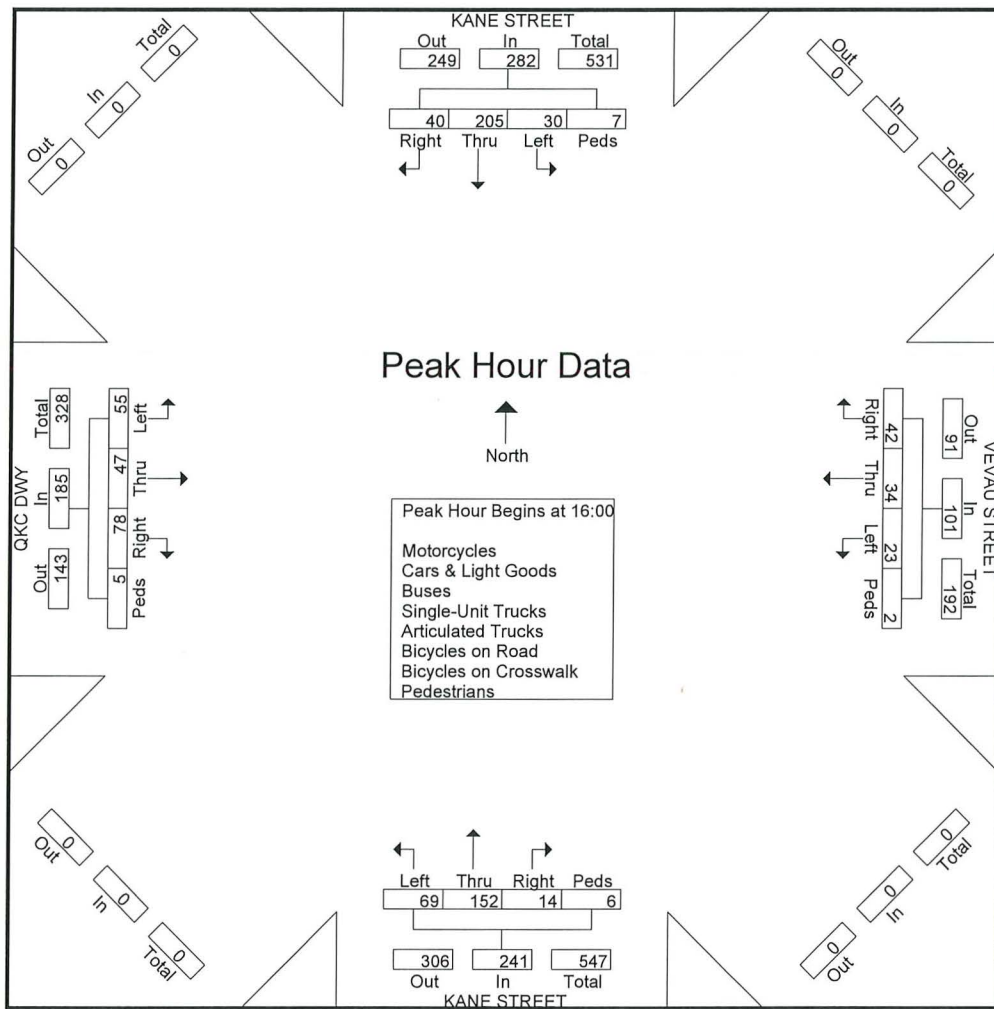 KANE STREET
Out In Total
249 282 531
40 205 30 7
Right Thru Left Peds
Total
0
In
0
Out
0
Out
0
In
0
Total
0
Peak Hour Data
North
QKC DWY
Total In Out
328 185 143
55 47 78 5
Left Thru Right Peds
Right Thru Left Peds
42 34 23 2
Out In Total
91 101 192
VEVAU STREET
Peak Hour Begins at 16:00
Motorcycles
Cars & Light Goods
Buses
Single-Unit Trucks
Articulated Trucks
Bicycles on Road
Bicycles on Crosswalk
Pedestrians
Out
0
In
0
Total
0
Total
0
In
0
Out
0
Left Thru Right Peds
69 152 14 6
306 241 547
Out In Total
KANE STREET